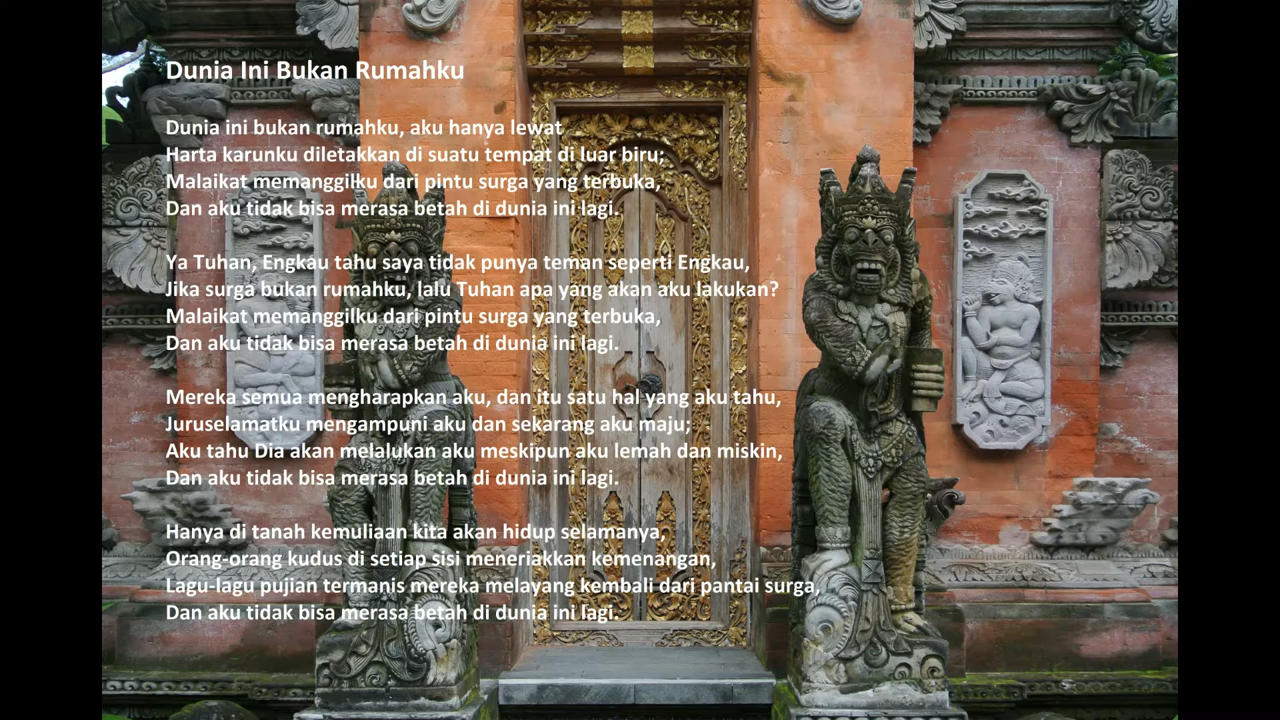 Dunia Ini Bukan Rumahku
Dunia ini bukan rumahku, aku hanya lewat
Harta karunku diletakkan di suatu tempat di luar biru;
Malaikat memanggilku dari pintu surga yang terbuka,
Dan aku tidak bisa merasa betah di dunia ini lagi.
Ya Tuhan, Engkau tahu saya tidak punya teman seperti Engkau,
Jika surga bukan rumahku, lalu Tuhan apa yang akan aku lakukan?
Malaikat memanggilku dari pintu surga yang terbuka,
Dan aku tidak bisa merasa betah di dunia ini lagi.
Mereka semua mengharapkan aku, dan itu satu hal yang aku tahu,
Juruselamatku mengampuni aku dan sekarang aku maju;
Aku tahu Dia akan melalukan aku meskipun aku lemah dan miskin,
Dan aku tidak bisa merasa betah di dunia ini lagi.
Hanya di tanah kemuliaan kita akan hidup selamanya,
Orang-orang kudus di setiap sisi meneriakkan kemenangan,
Lagu-lagu pujian termanis mereka melayang kembali dari pantai surga,
Dan aku tidak bisa merasa betah di dunia ini lagi.